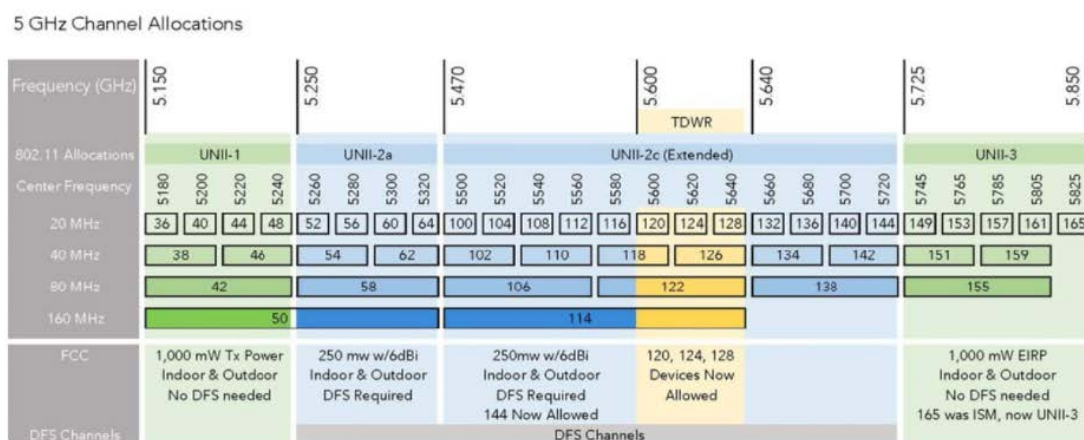 5 GHz Channel Allocations
Frequency (GHz) 5.150 5.250 5.470 5.600 5.640 5.725 5.850
TDWR
802.11 Allocations UNII-1 UNII-2a UNII-2c (Extended) UNII-3
Center Frequency 5180 5200 5220 5240 5260 5280 5300 5320 5500 5520 5540 5560 5580 5600 5620 5640 5660 5680 5700 5720 5745 5765 5785 5805 5825
20 MHz 36 40 44 48 52 56 60 64 100 104 108 112 116 120 124 128 132 136 140 144 149 153 157 161 165
40 MHz 38 46 54 62 102 110 118 126 134 142 151 159
80 MHz 42 58 106 122 138 155
160 MHz 50 114
FCC 1,000 mW Tx Power 250 mw w/6dBi 250mw w/6dBi 120, 124, 128 1,000 mW EIRP
Indoor & Outdoor Indoor & Outdoor Indoor & Outdoor Devices Now Indoor & Outdoor
No DFS needed DFS Required DFS Required Allowed No DFS needed
144 Now Allowed 165 was ISM, now UNII-3
DFS Channels DFS Channels